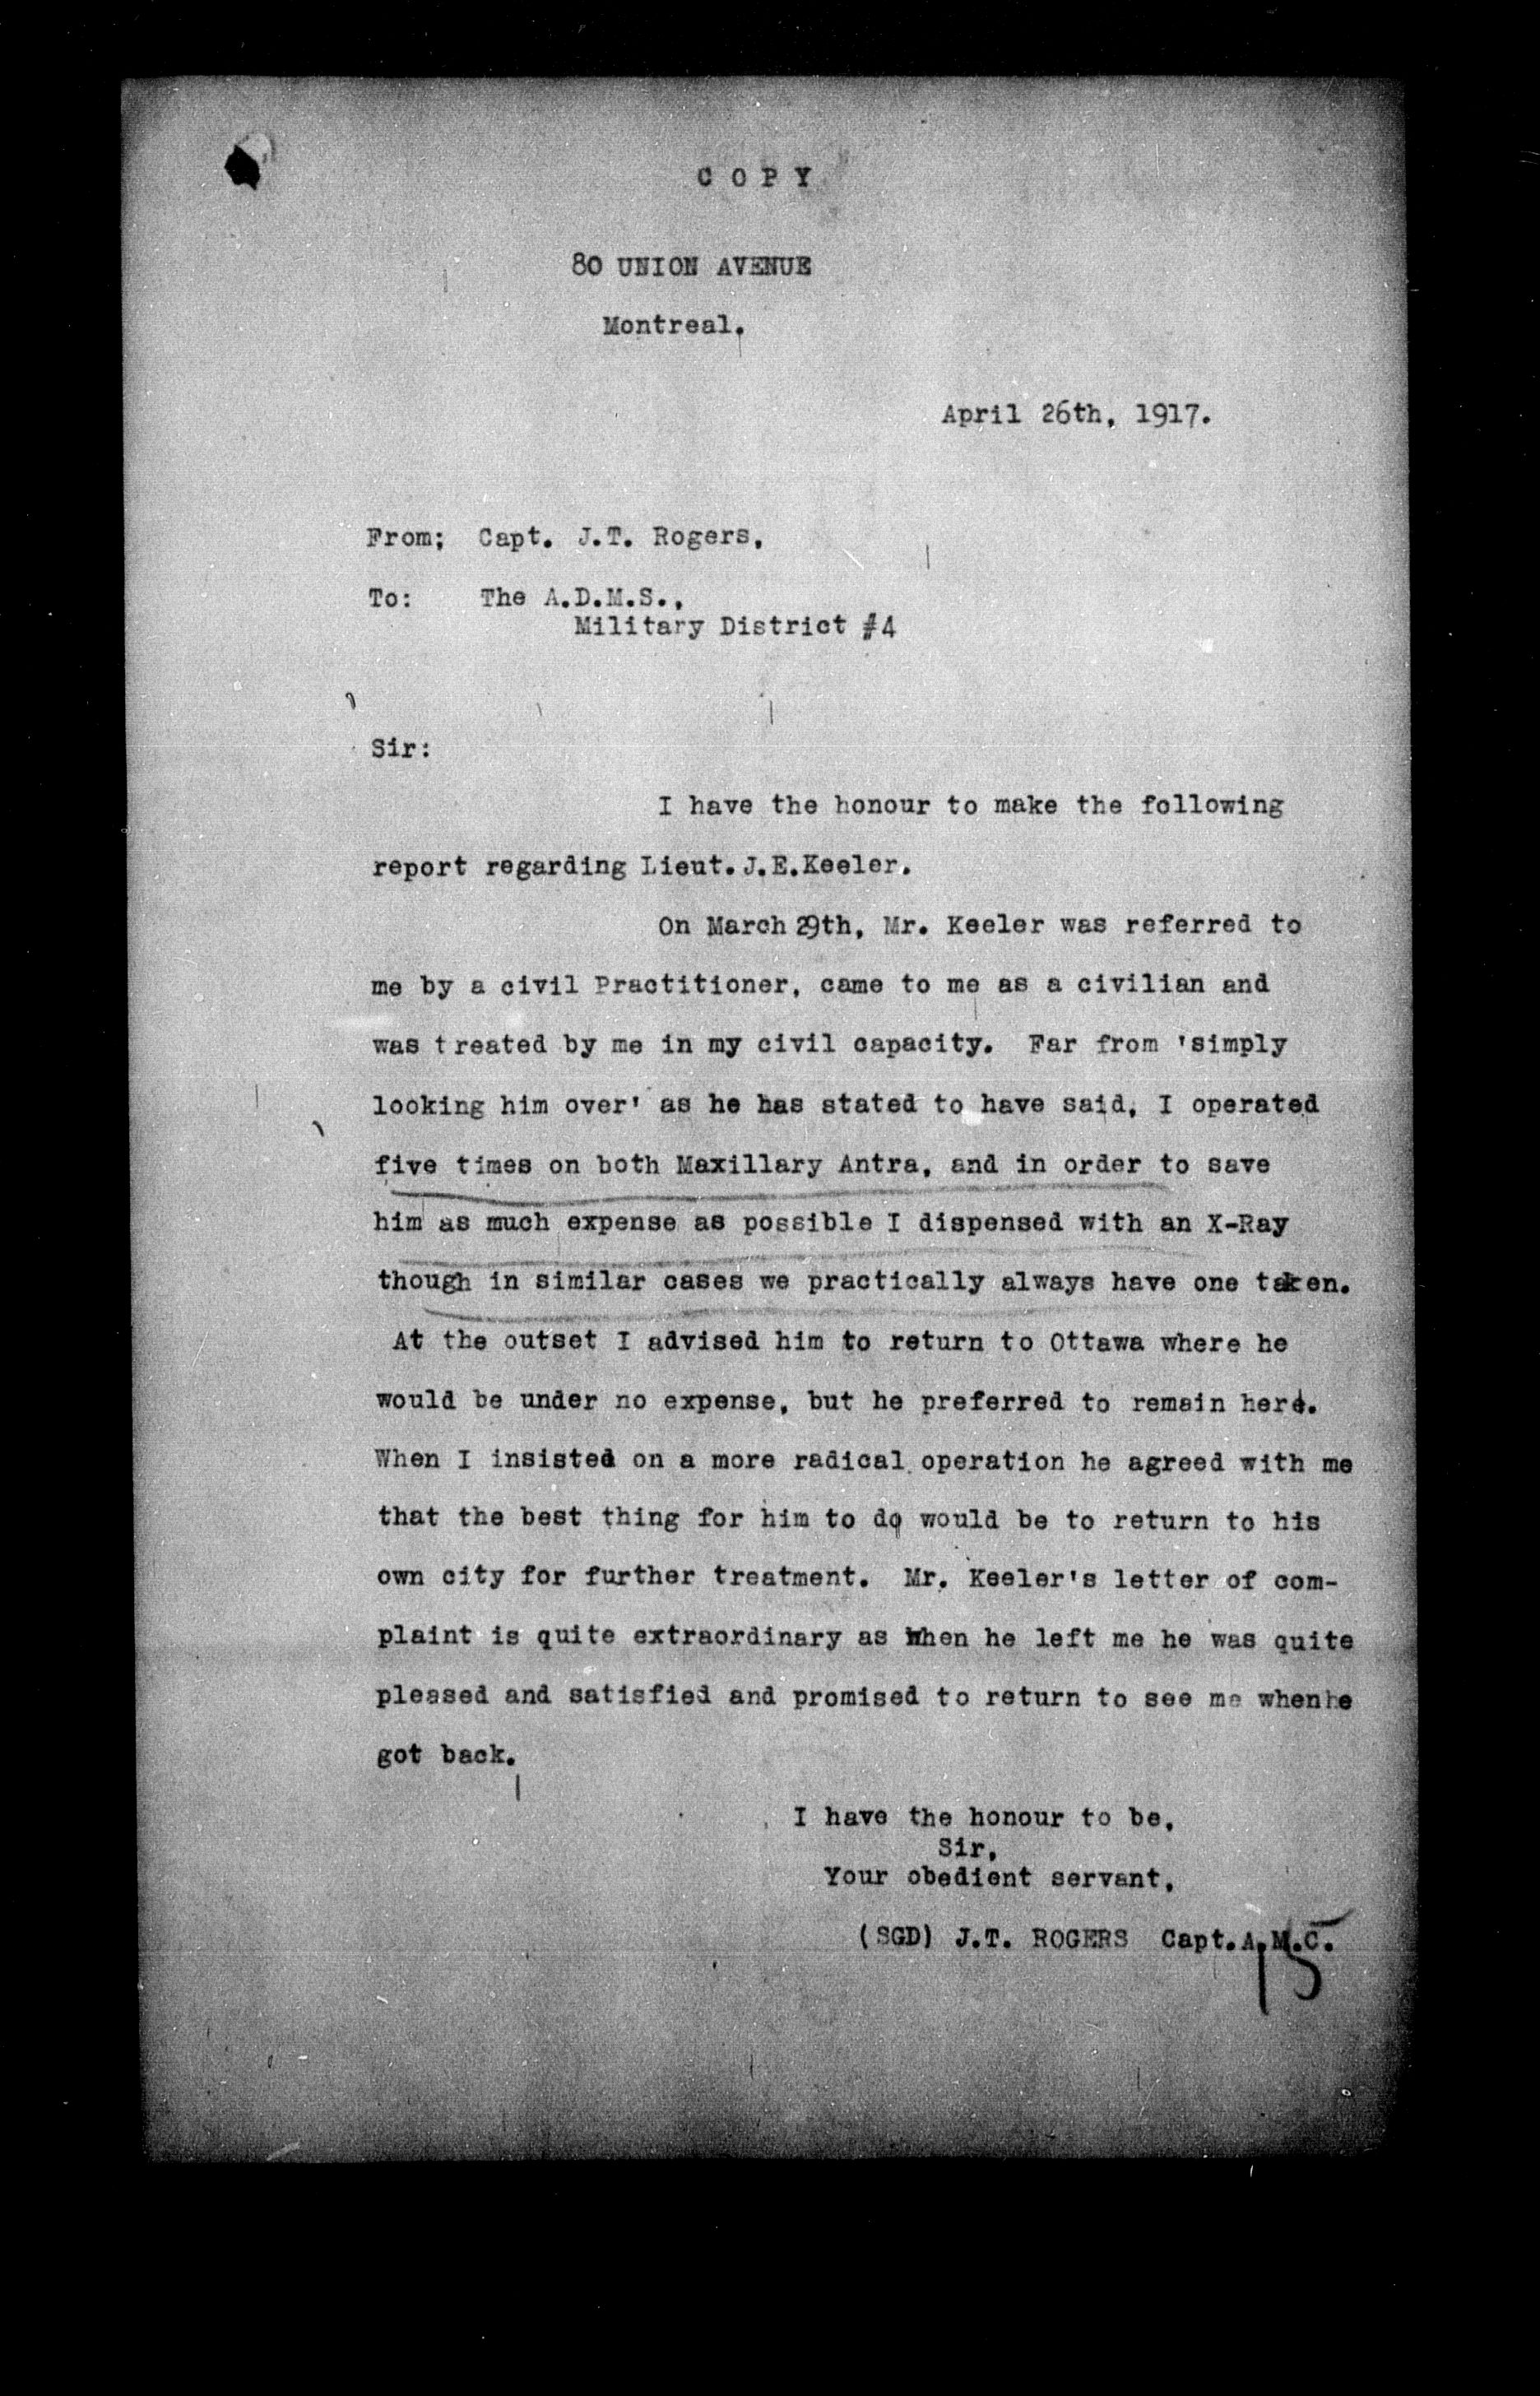 C O P Y
80 UNION AVENUE
Montreal.
April 26th, 1917.
From; Capt. J.T. Rogers,
To: The A.D.M.S.,
Military District #4
Sir:
I have the honour to make the following
report regarding Lieut. J.E.Keeler.
On March 29th, Mr. Keeler was referred to
me by a civil Practitioner, came to me as a civilian and
was treated by me in my civil capacity. Far from 'simply
looking him over' as he has stated to have said, I operated
five times on both Maxillary Antra, and in order to save
him as much expense as possible I dispensed with an X-Ray
though in similar cases we practically always have one taken.
At the outset I advised him to return to Ottawa where he
would be under no expense, but he preferred to remain here.
When I insisted on a more radical operation he agreed with me
that the best thing for him to do would be to return to his
own city for further treatment. Mr. Keeler's letter of com-
plaint is quite extraordinary as when he left me he was quite
pleased and satisfied and promised to return to see me when he
got back.
I have the honour to be,
Sir,
Your obedient servant,
(SGD) J.T. ROGERS Capt.A.M.C.
15